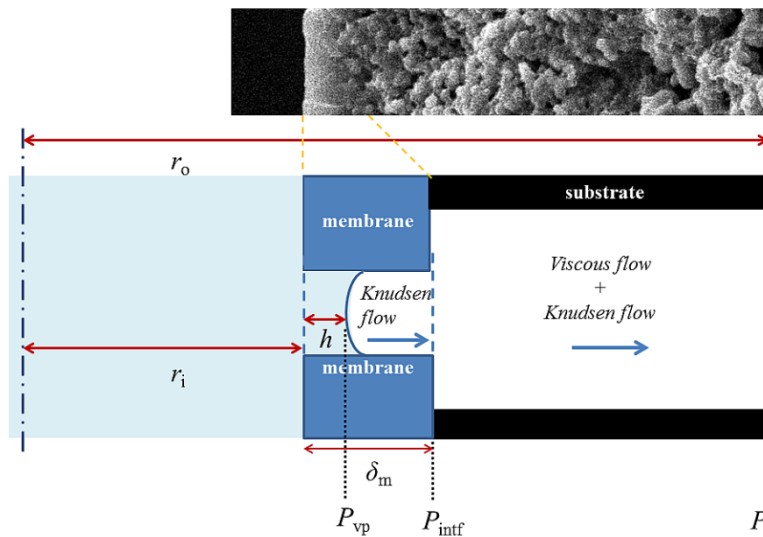 r_o
substrate
membrane
Viscous flow
+
Knudsen flow
Knudsen
flow
h
membrane
r_i
δ_m
P_vp
P_intf
P